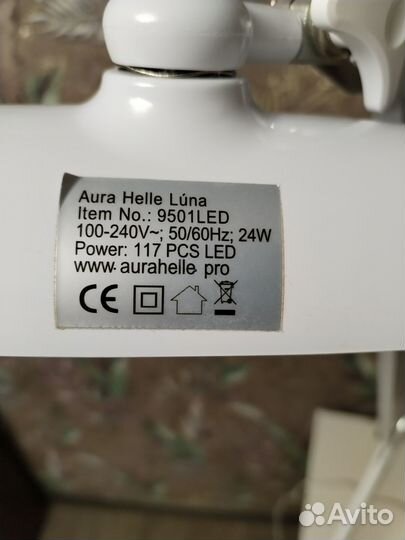 Aura Helle Lúna
Item No.: 9501LED
100-240V~; 50/60Hz; 24W
Power: 117 PCS LED
www.aurahelle.pro
CE
Avito